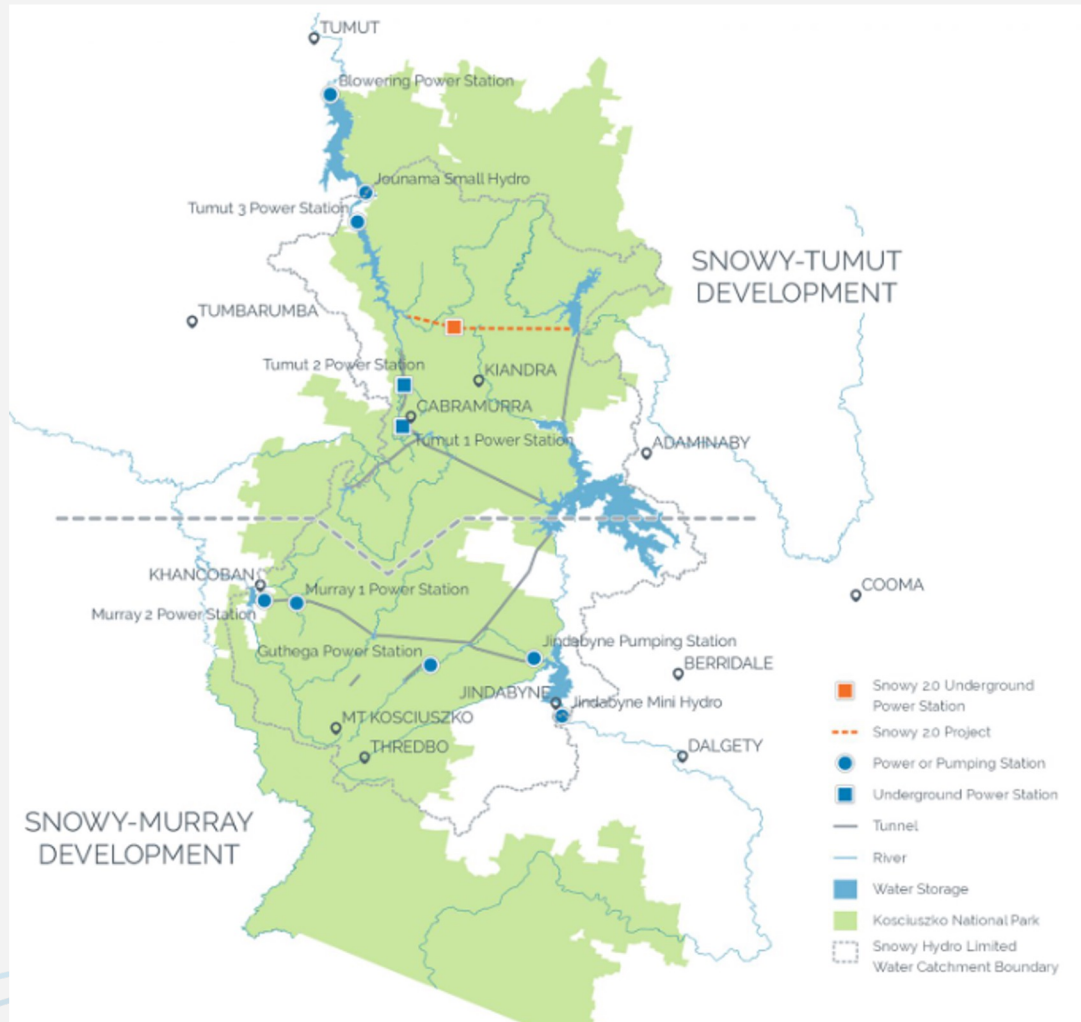 TUMUT
Blowering Power Station
Jounama Small Hydro
Tumut 3 Power Station
SNOWY-TUMUT
DEVELOPMENT
TUMBARUMBA
Tumut 2 Power Station
KIANDRA
CABRAMURRA
Tumut 1 Power Station
ADAMINABY
KHANCOBAN
Murray 1 Power Station
COOMA
Murray 2 Power Station
Guthega Power Station
Jindabyne Pumping Station
BERRIDALE
JINDABYNE
Jindabyne Mini Hydro
MT KOSCIUSZKO
THREDBO
DALGETY
SNOWY-MURRAY
DEVELOPMENT
Snowy 2.0 Underground
Power Station
Snowy 2.0 Project
Power or Pumping Station
Underground Power Station
Tunnel
River
Water Storage
Kosciuszko National Park
Snowy Hydro Limited
Water Catchment Boundary